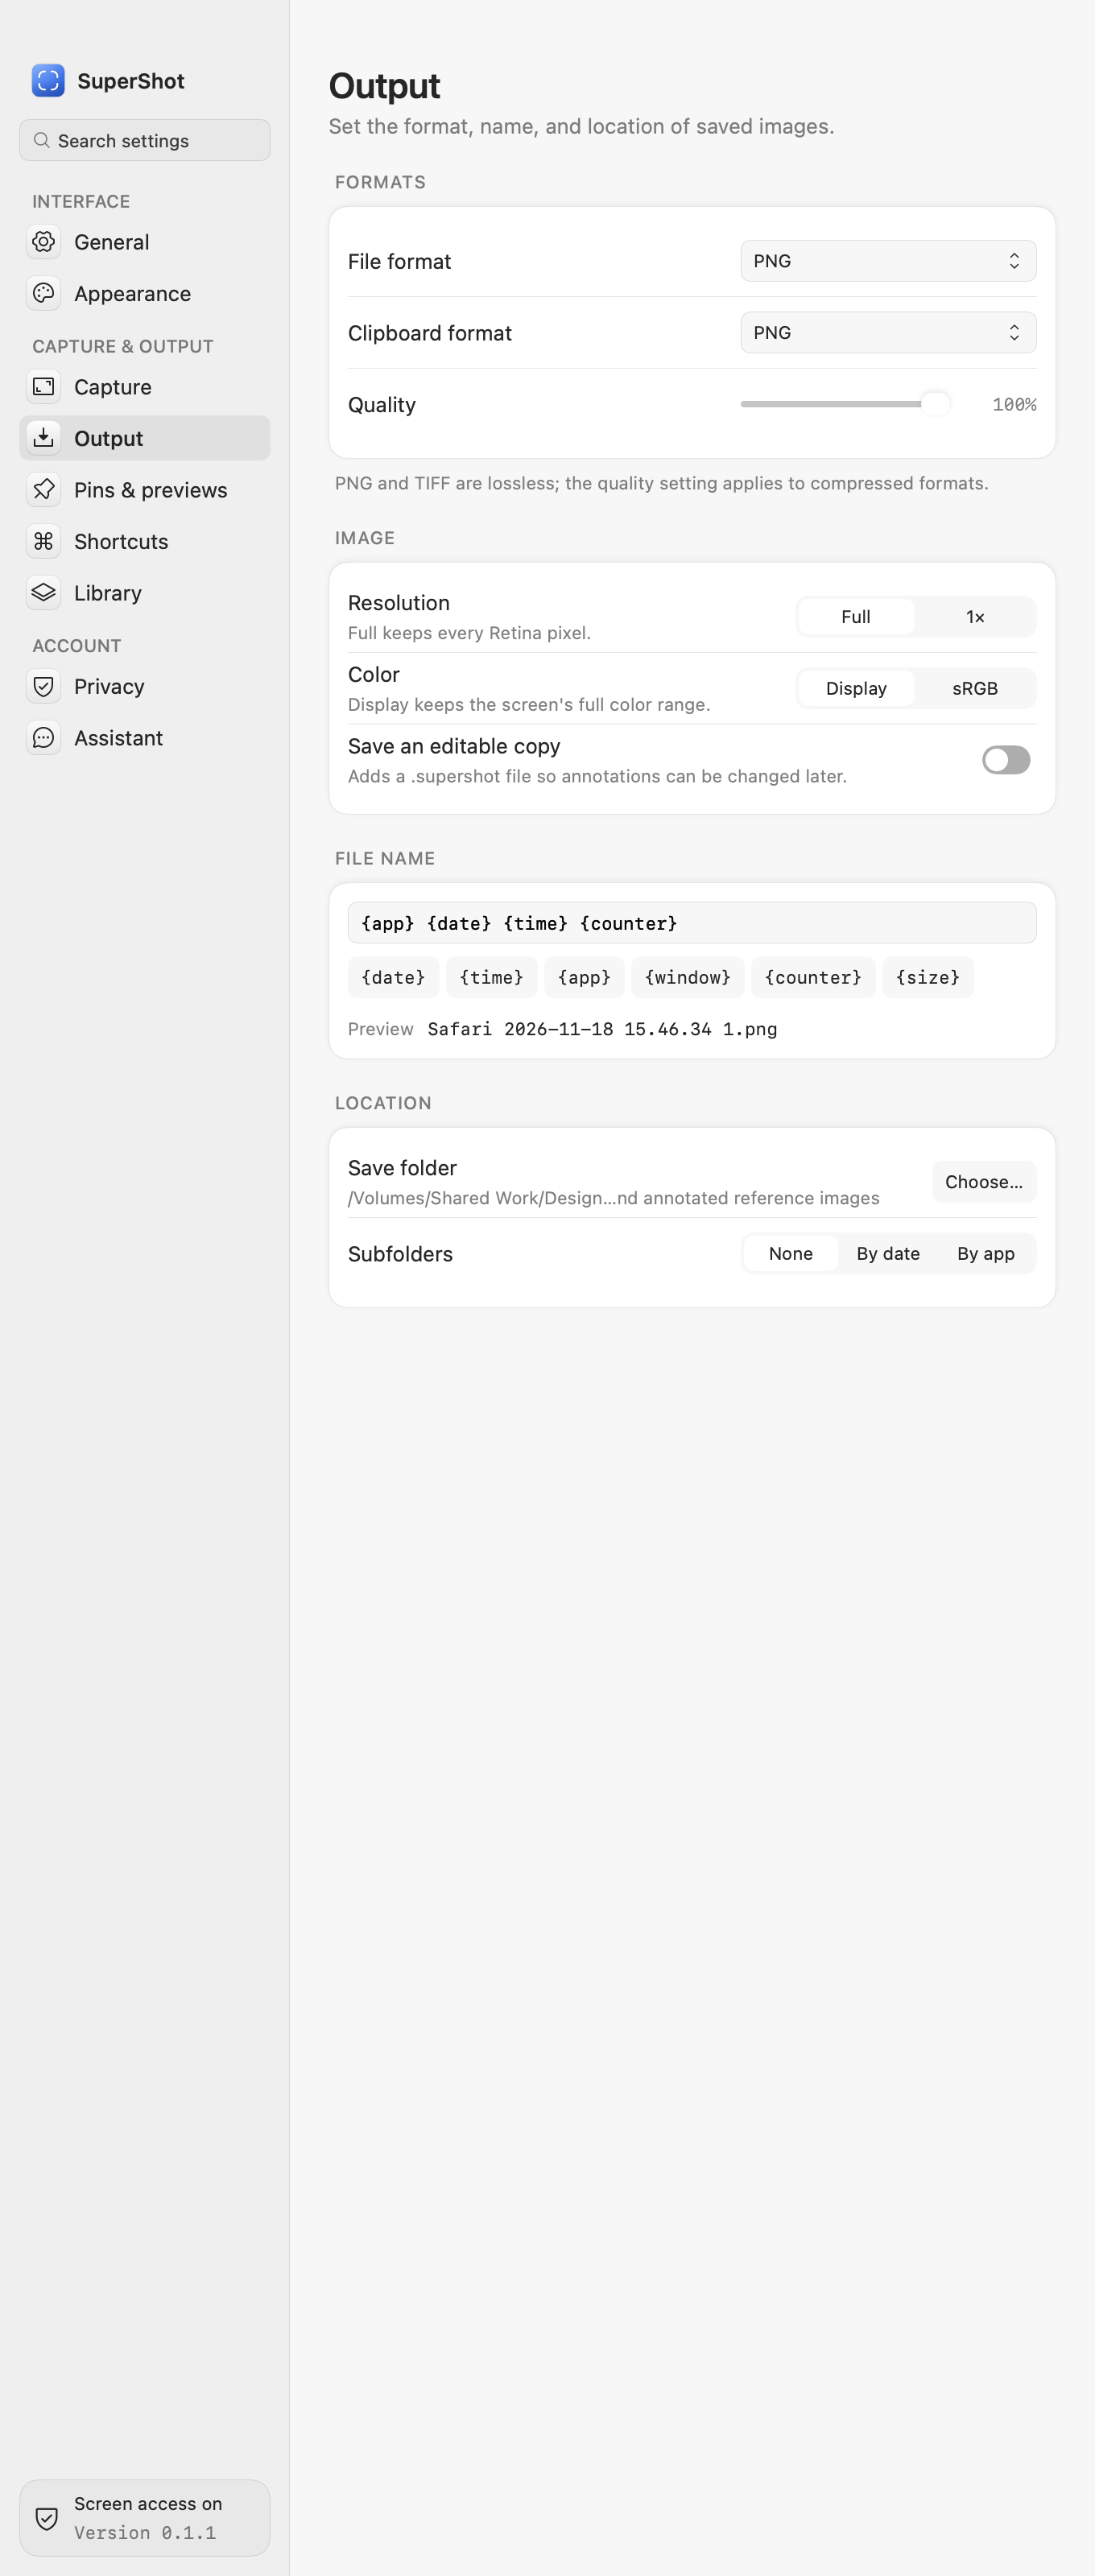 SuperShot
Search settings
INTERFACE
General
Appearance
CAPTURE & OUTPUT
Capture
Output
Pins & previews
Shortcuts
Library
ACCOUNT
Privacy
Assistant
Screen access on
Version 0.1.1
Output
Set the format, name, and location of saved images.
FORMATS
File format PNG
Clipboard format PNG
Quality 100%
PNG and TIFF are lossless; the quality setting applies to compressed formats.
IMAGE
Resolution Full 1×
Full keeps every Retina pixel.
Color Display sRGB
Display keeps the screen's full color range.
Save an editable copy
Adds a .supershot file so annotations can be changed later.
FILE NAME
{app} {date} {time} {counter}
{date} {time} {app} {window} {counter} {size}
Preview Safari 2026-11-18 15.46.34 1.png
LOCATION
Save folder Choose...
/Volumes/Shared Work/Design...nd annotated reference images
Subfolders None By date By app